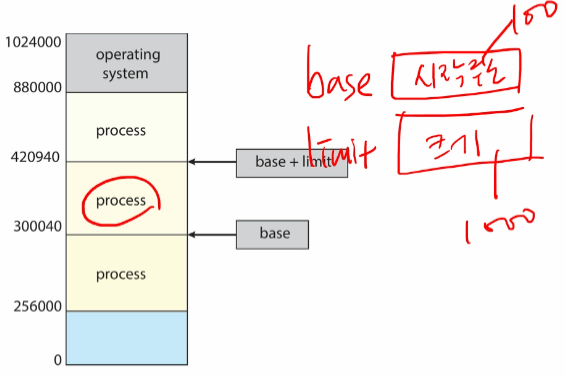 1024000
operating
system
880000
process
420940
base + limit
process
300040
base
process
256000
0
100
base 시작주소
limit 크기
1000